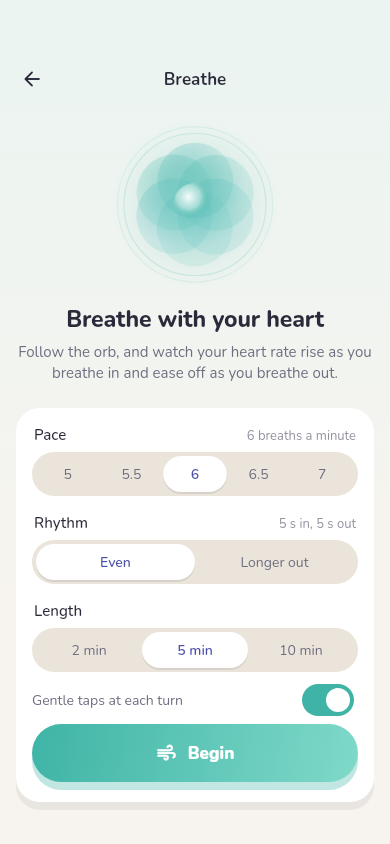 Breathe
Breathe with your heart
Follow the orb, and watch your heart rate rise as you
breathe in and ease off as you breathe out.
Pace 6 breaths a minute
5 5.5 6 6.5 7
Rhythm 5 s in, 5 s out
Even Longer out
Length
2 min 5 min 10 min
Gentle taps at each turn
Begin